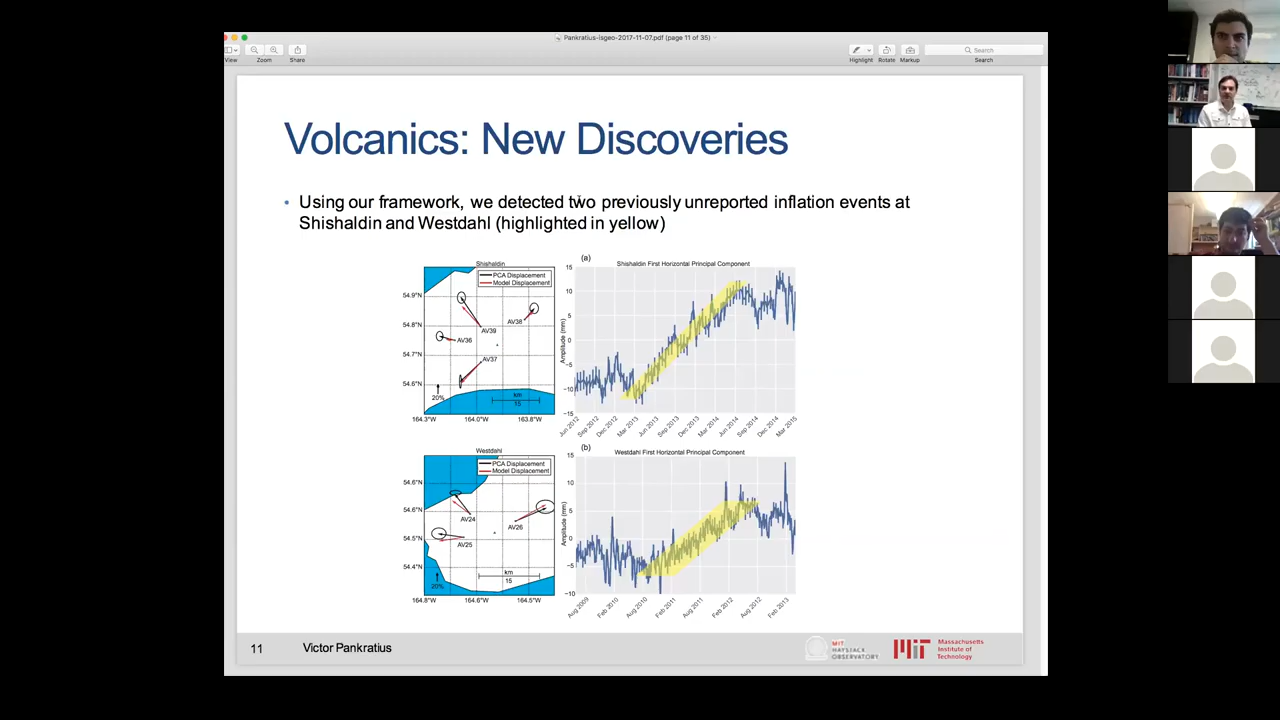 Pankratius-isgeo-2017-11-07.pdf (page 11 of 35)
View
Zoom
Share
Highlight
Rotate
Markup
Search
Search
Volcanics: New Discoveries
• Using our framework, we detected two previously unreported inflation events at
Shishaldin and Westdahl (highlighted in yellow)
Shishaldin
PCA Displacement
Model Displacement
54.9°N
54.8°N
54.7°N
54.6°N
AV38
AV39
AV36
AV37
20%
km
15
164.3°W
164.0°W
163.8°W
(a)
Shishaldin First Horizontal Principal Component
Amplitude (mm)
15
10
5
0
−5
−10
−15
Jun 2012
Sep 2012
Dec 2012
Mar 2013
Jun 2013
Sep 2013
Dec 2013
Mar 2014
Jun 2014
Sep 2014
Dec 2014
Mar 2015
Westdahl
PCA Displacement
Model Displacement
54.6°N
54.6°N
54.5°N
54.4°N
AV24
AV26
AV25
20%
km
15
164.8°W
164.6°W
164.5°W
(b)
Westdahl First Horizontal Principal Component
Amplitude (mm)
15
10
5
0
−5
−10
Aug 2009
Feb 2010
Aug 2010
Feb 2011
Aug 2011
Feb 2012
Aug 2012
Feb 2013
11
Victor Pankratius
MIT
HAYSTACK
OBSERVATORY
MIT
Massachusetts
Institute of
Technology